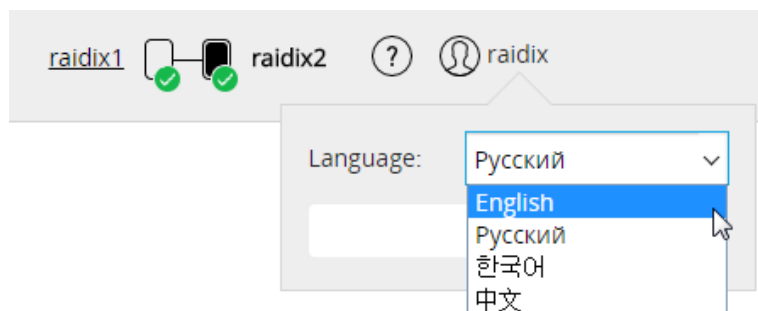 raidix1 raidix2 ? raidix
Language: Русский
English
Русский
한국어
中文